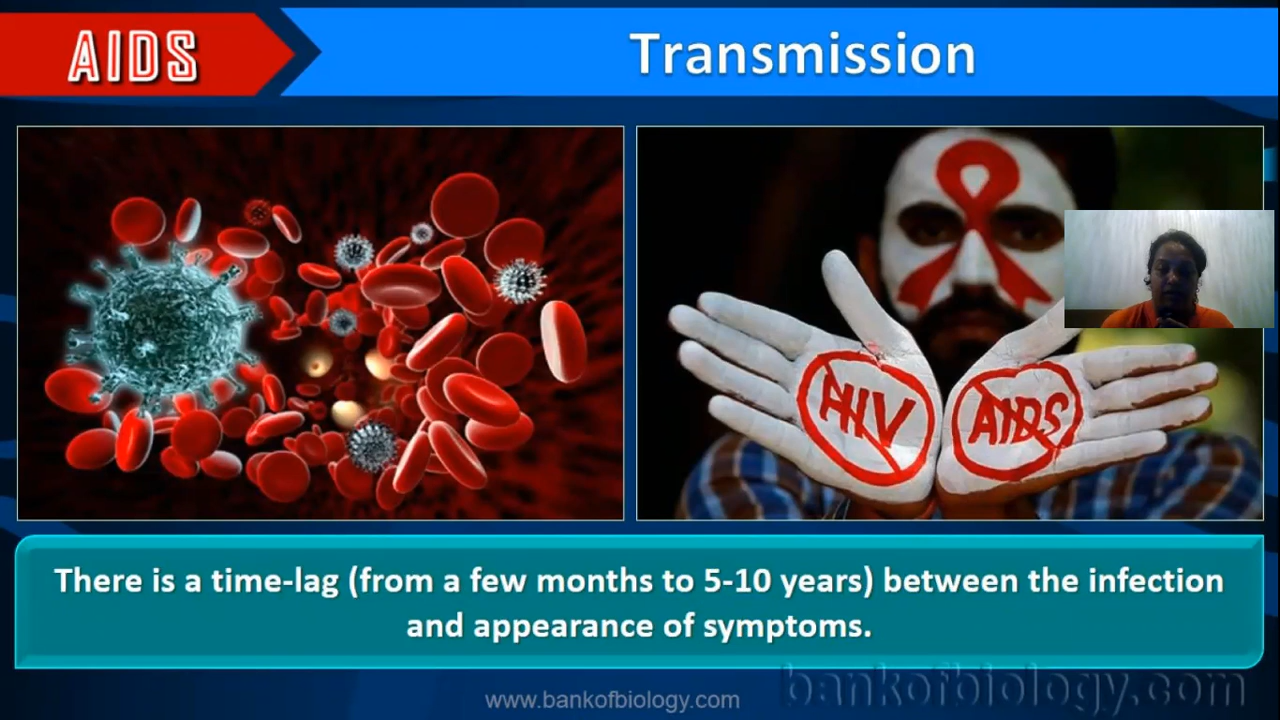 AIDS
Transmission
HIV
AIDS
There is a time-lag (from a few months to 5-10 years) between the infection
and appearance of symptoms.
www.bankofbiology.com
bankofbiology.com